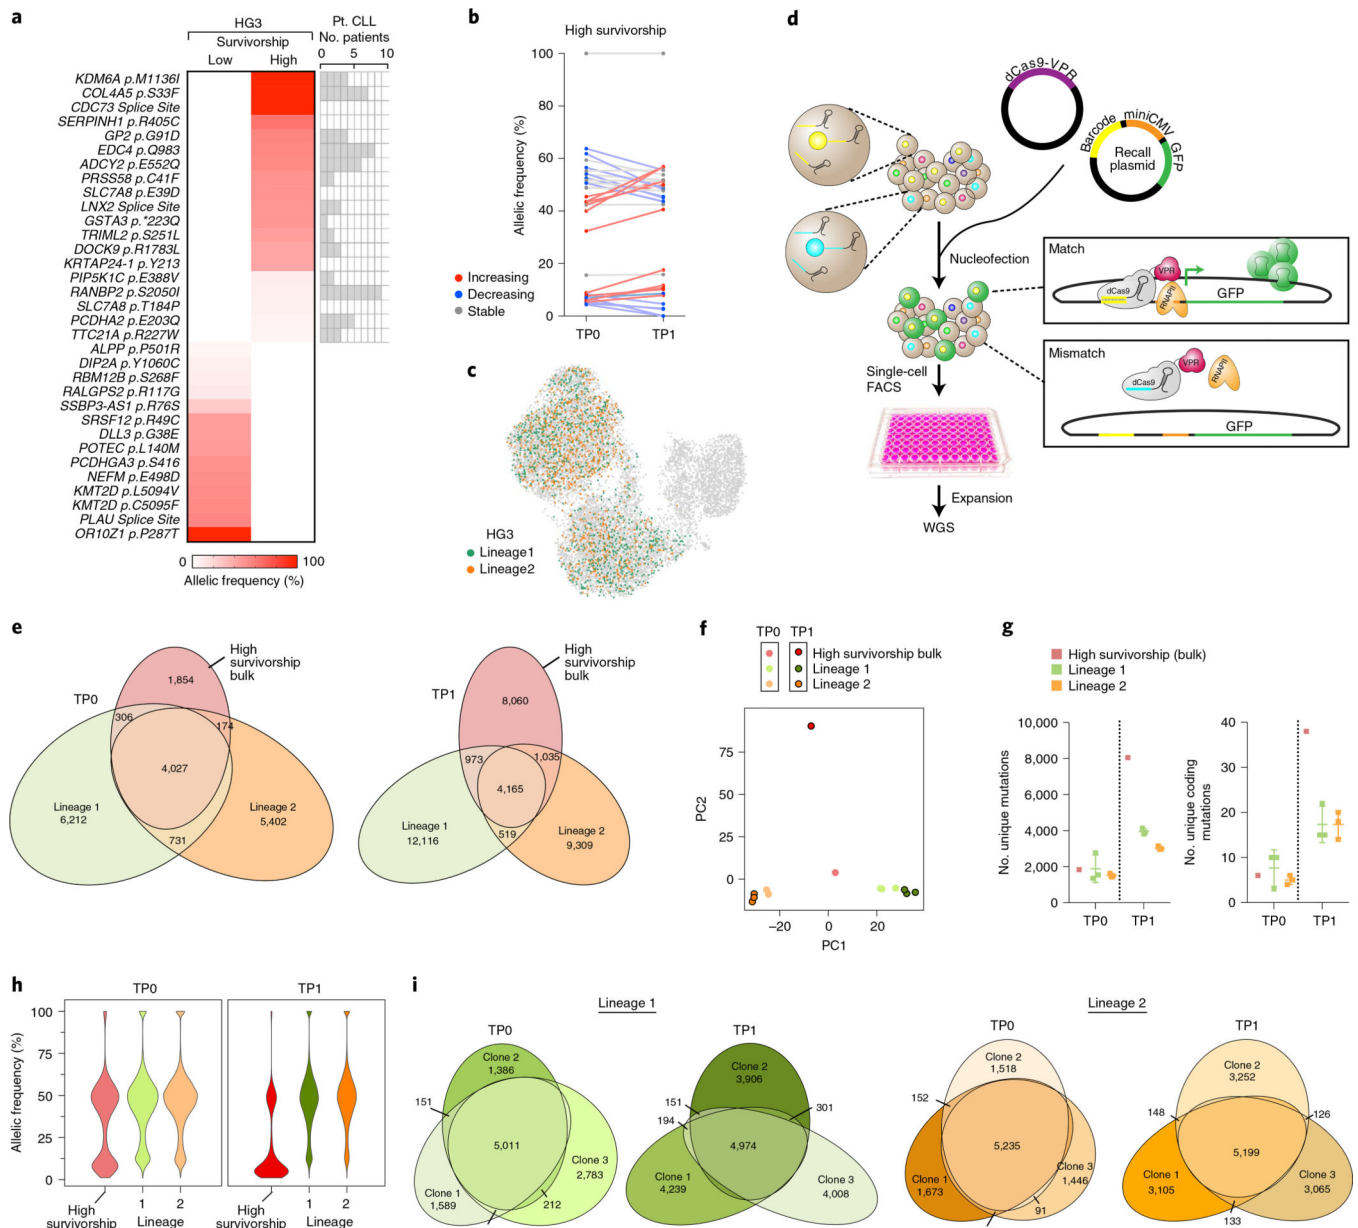 a
HG3
Survivorship
Low
High
Pt. CLL
No. patients
0 5 10
KDM6A p.M1136I
COL4A5 p.S33F
CDC73 Splice Site
SERPINH1 p.R405C
GP2 p.G91D
EDC4 p.Q983
ADCY2 p.E552Q
PRSS58 p.C41F
SLC7A8 p.E39D
LNX2 Splice Site
GSTA3 p.*223Q
TRIML2 p.S251L
DOCK9 p.R1783L
KRTAP24-1 p.Y213
PIP5K1C p.E388V
RANBP2 p.S2050I
SLC7A8 p.T184P
PCDHA2 p.E203Q
TTC21A p.R227W
ALPP p.P501R
DIP2A p.Y1060C
RBM12B p.S268F
RALGPS2 p.R117G
SSBP3-AS1 p.R76S
SRSF12 p.R49C
DLL3 p.G38E
POTEC p.L140M
PCDHGA3 p.S416
NEFM p.E498D
KMT2D p.L5094V
KMT2D p.C5095F
PLAU Splice Site
OR10Z1 p.P287T
0 100
Allelic frequency (%)
b
High survivorship
Allelic frequency (%)
100
80
60
40
20
0
Increasing
Decreasing
Stable
TP0 TP1
c
HG3
Lineage1
Lineage2
d
dCas9-VPR
Barcode
miniCMV
GFP
Recall
plasmid
Nucleofection
Match
dCas9
VPR
RNAPII
GFP
Mismatch
dCas9
VPR
RNAPII
GFP
Single-cell
FACS
Expansion
WGS
e
TP0
High
survivorship
bulk
1,854
306
174
4,027
Lineage 1
6,212
Lineage 2
5,402
731
TP1
High
survivorship
bulk
8,060
973
1,035
4,165
Lineage 1
12,116
519
Lineage 2
9,309
f
TP0 TP1
High survivorship bulk
Lineage 1
Lineage 2
PC2
75
50
25
0
−20 0 20
PC1
g
High survivorship (bulk)
Lineage 1
Lineage 2
No. unique mutations
10,000
8,000
6,000
4,000
2,000
0
TP0 TP1
No. unique coding
mutations
40
30
20
10
0
TP0 TP1
h
TP0 TP1
Allelic frequency (%)
100
75
50
25
0
High
survivorship
1 2
Lineage
High
survivorship
1 2
Lineage
i
Lineage 1
TP0
Clone 2
1,386
151
5,011
Clone 3
2,783
Clone 1
1,589
212
TP1
Clone 2
3,906
151
194
301
4,974
Clone 1
4,239
Clone 3
4,008
Lineage 2
TP0
Clone 2
1,518
152
5,235
Clone 1
1,673
Clone 3
1,446
91
TP1
Clone 2
3,252
148
126
5,199
Clone 1
3,105
Clone 3
3,065
133